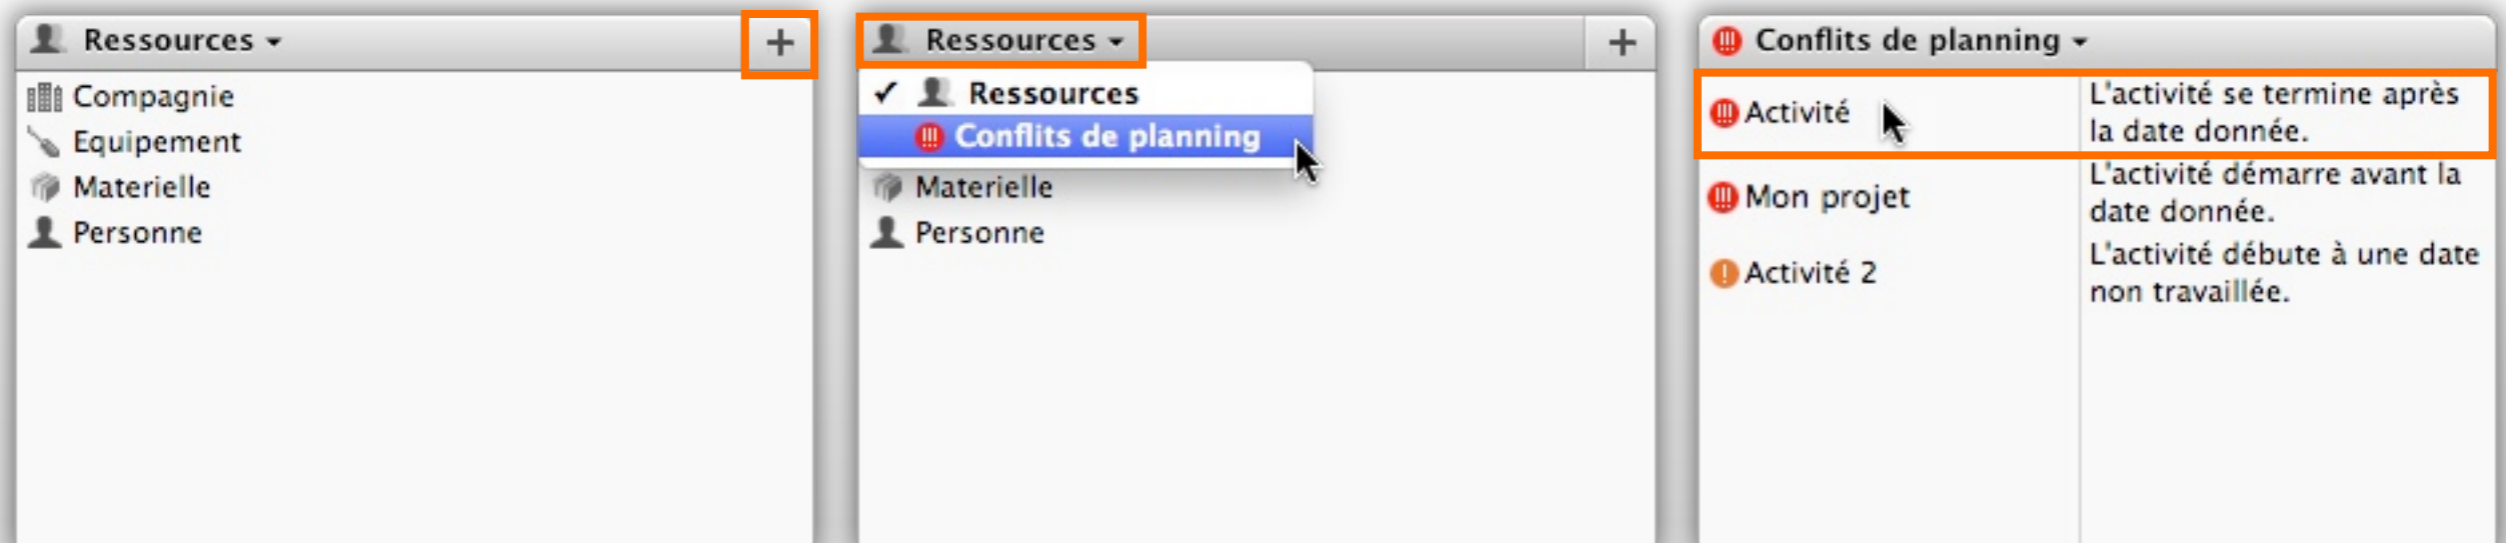 Ressources
Compagnie
Equipement
Materielle
Personne
Ressources
Ressources
Conflits de planning
Materielle
Personne
Conflits de planning
Activité
L'activité se termine après
la date donnée.
Mon projet
L'activité démarre avant la
date donnée.
Activité 2
L'activité débute à une date
non travaillée.